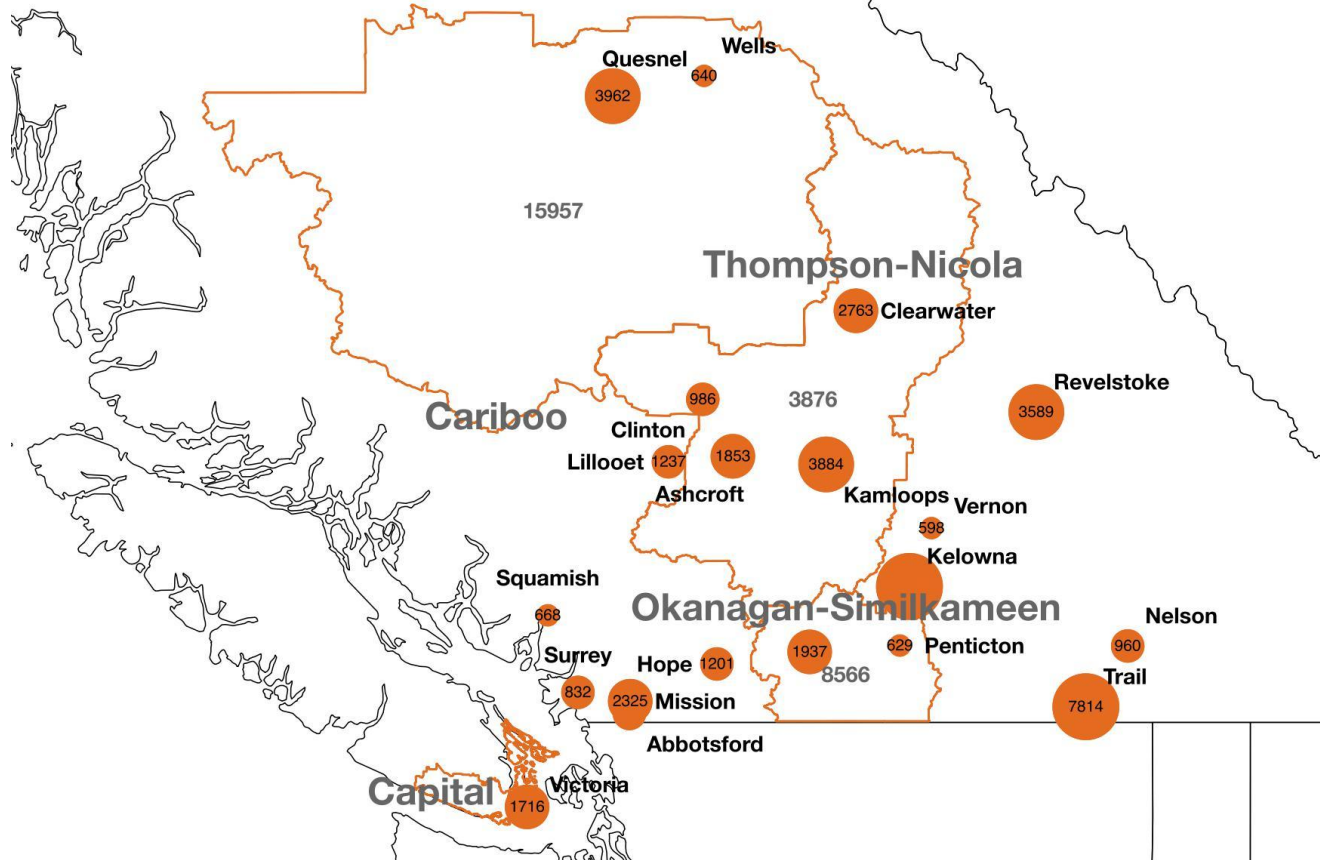 Wells
Quesnel
640
3962
15957
Thompson-Nicola
2763
Clearwater
Revelstoke
986
3876
3589
Cariboo
Clinton
1853
Lillooet
1237
3884
Ashcroft
Kamloops
Vernon
598
Kelowna
Squamish
Okanagan-Similkameen
668
Nelson
Surrey
1937
629
Penticton
960
Hope
1201
8566
Trail
832
2325
Mission
7814
Abbotsford
Capital
Victoria
1716